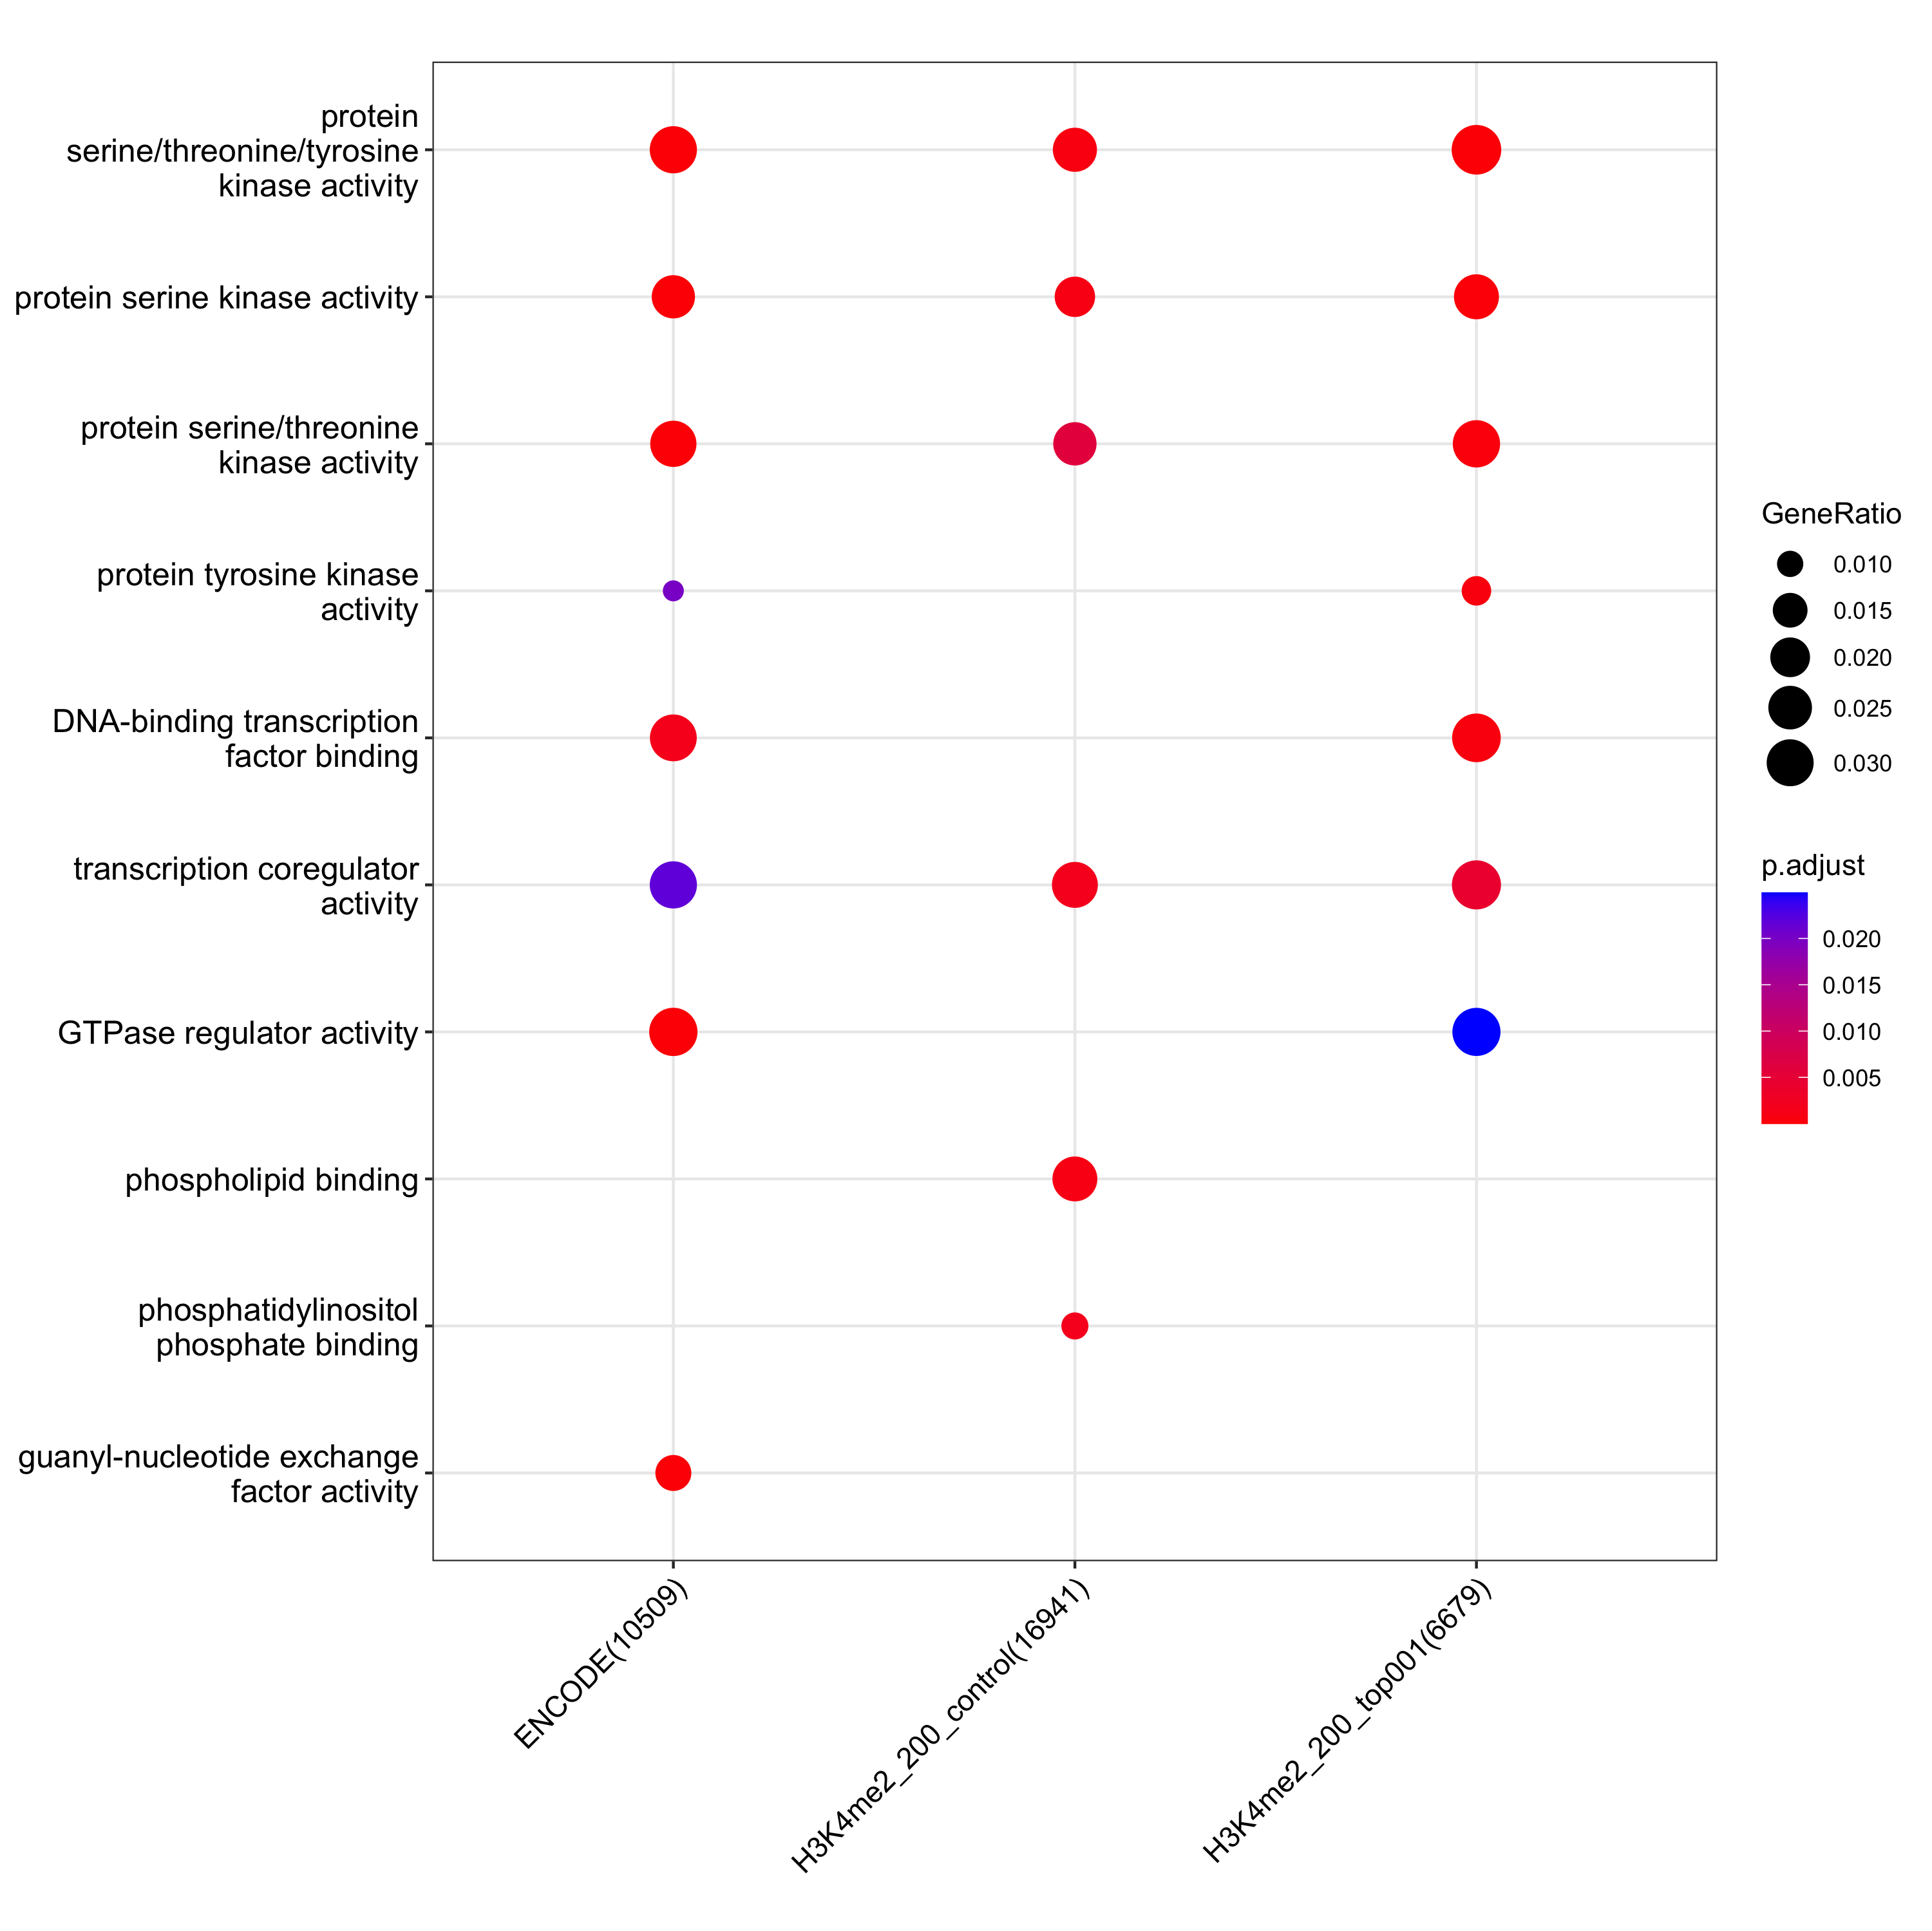 protein
serine/threonine/tyrosine
kinase activity
protein serine kinase activity
protein serine/threonine
kinase activity
protein tyrosine kinase
activity
DNA-binding transcription
factor binding
transcription coregulator
activity
GTPase regulator activity
phospholipid binding
phosphatidylinositol
phosphate binding
guanyl-nucleotide exchange
factor activity
ENCODE(10509)
H3K4me2_200_control(16941)
H3K4me2_200_top001(6679)
GeneRatio
0.010
0.015
0.020
0.025
0.030
p.adjust
0.020
0.015
0.010
0.005